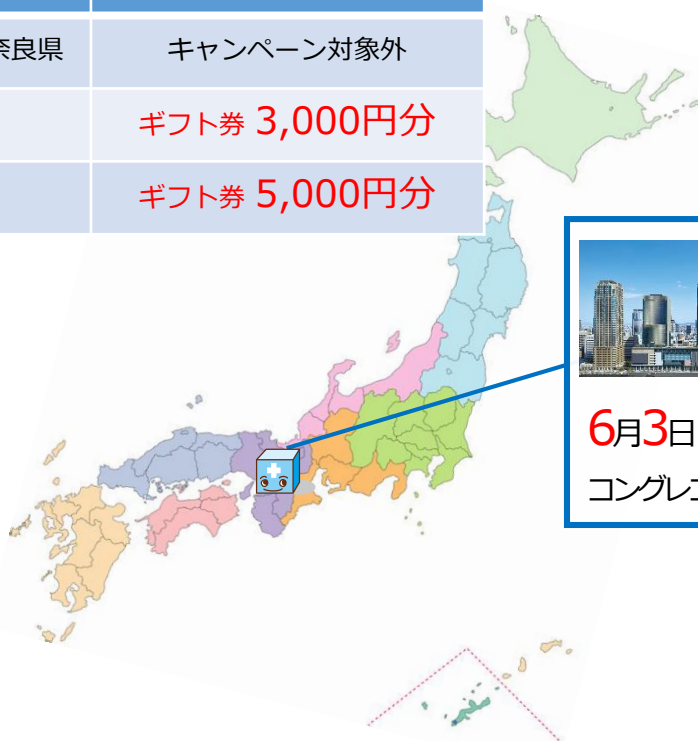 奈良県 キャンペーン対象外
ギフト券 3,000円分
ギフト券 5,000円分
6月3日
コングレ